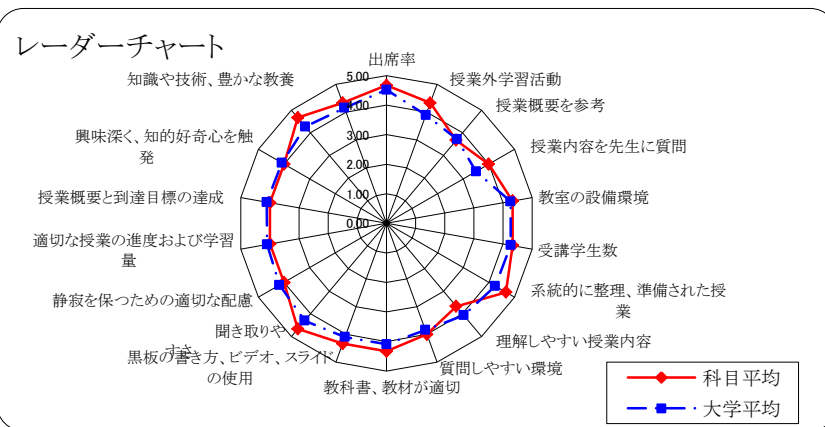 レーダーチャート
出席率
授業外学習活動
授業概要を参考
授業内容を先生に質問
教室の設備環境
受講学生数
系統的に整理、準備された授
業
理解しやすい授業内容
質問しやすい環境
教科書、教材が適切
黒板の書き方、ビデオ、スライド
の使用
聞き取りや
すさ
静寂を保つための適切な配慮
適切な授業の進度および学習
量
授業概要と到達目標の達成
興味深く、知的好奇心を触
発
知識や技術、豊かな教養
5.00
4.00
3.00
2.00
1.00
0.00
科目平均
大学平均